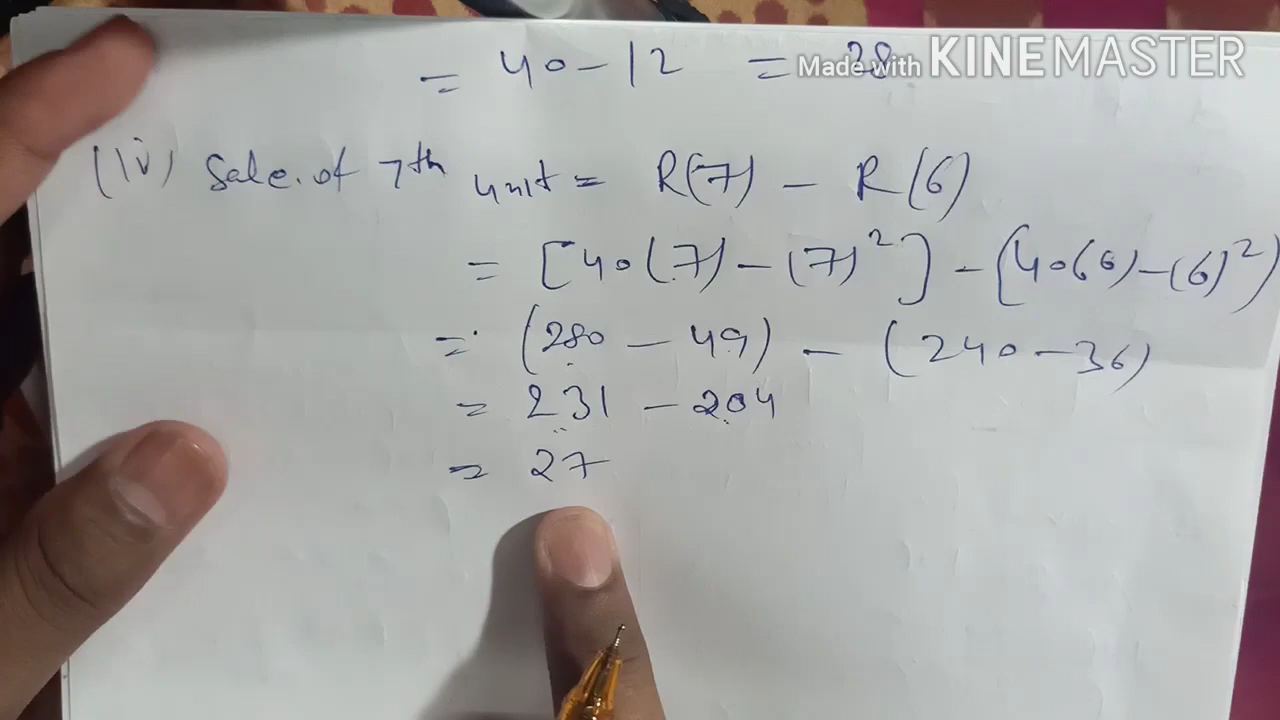 = 40 - 12 = 28
Made with KINEMASTER
(iv) Sale. of 7th unit = R(7) - R(6)
= [40(7) - (7)²] - [40(6) - (6)²]
= (280 - 49) - (240 - 36)
= 231 - 204
= 27